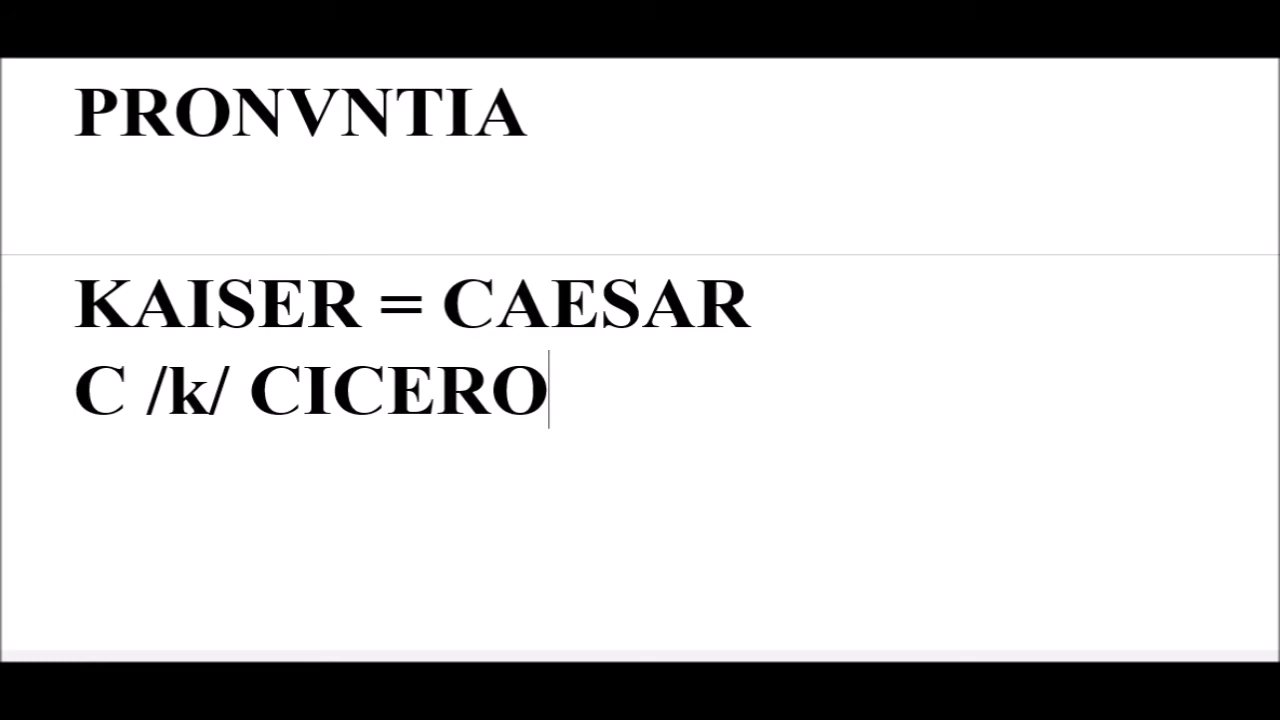 PRONVNTIA
KAISER = CAESAR
C /k/ CICERO